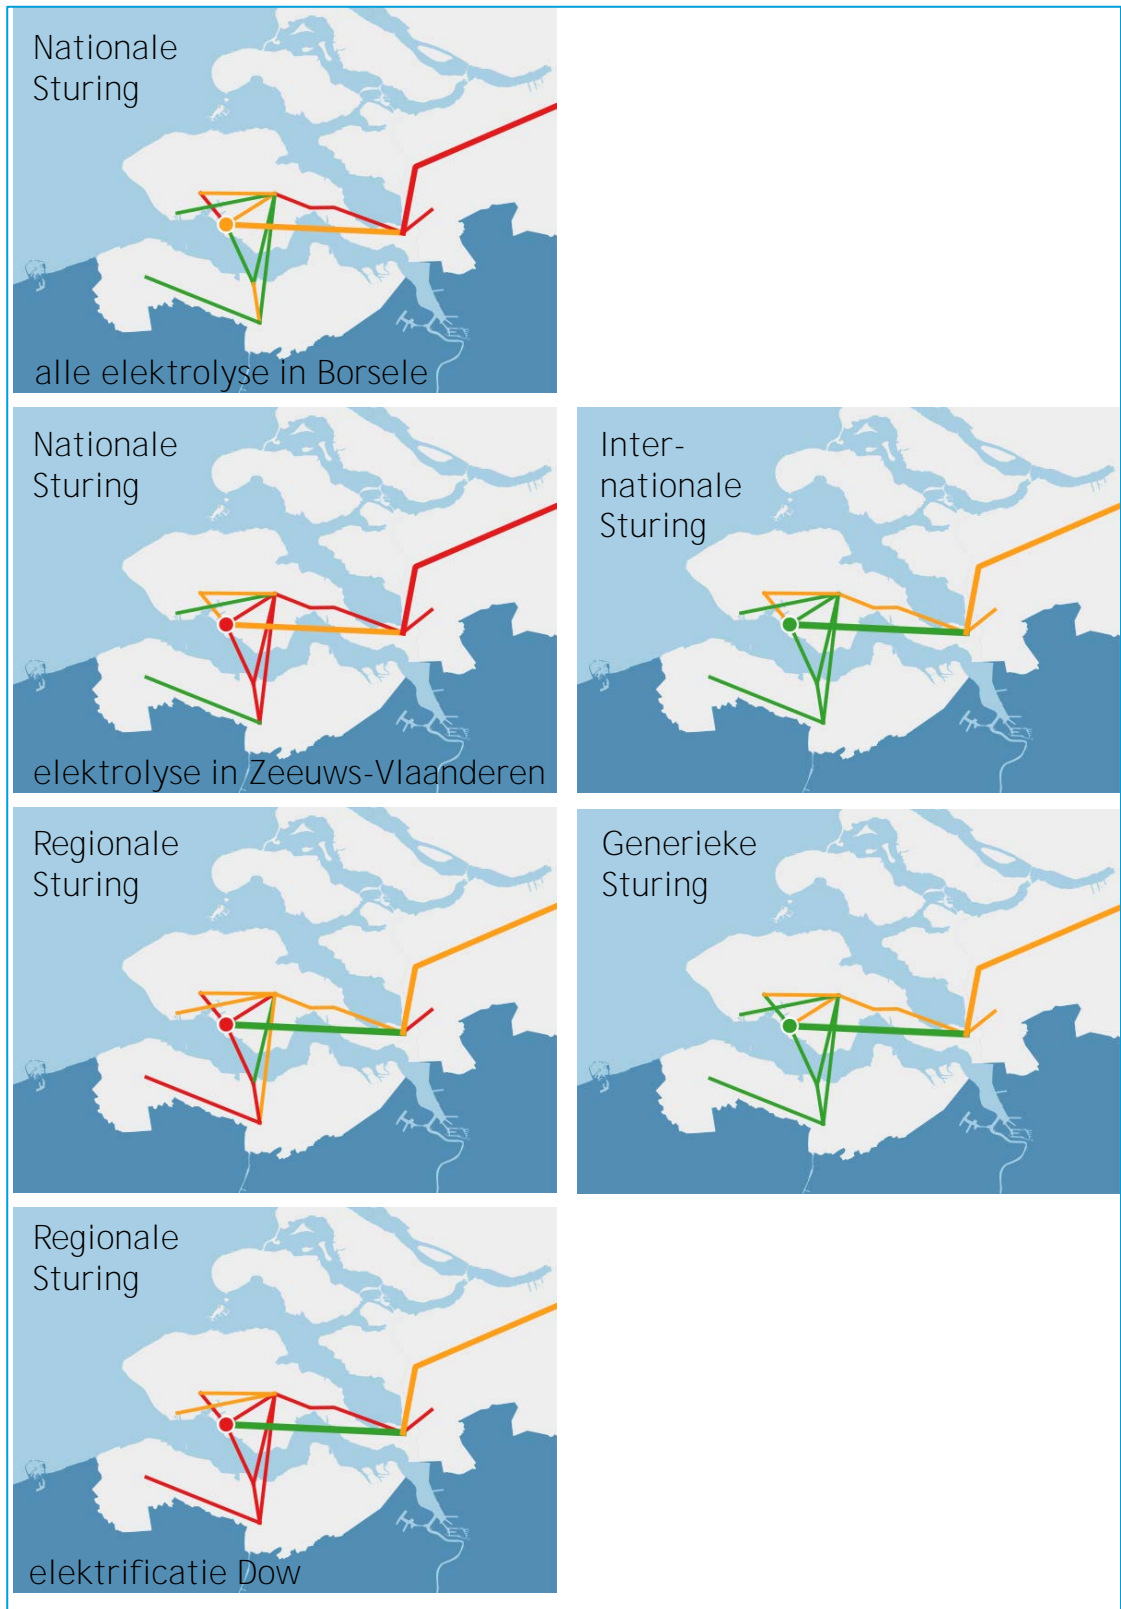 Nationale
Sturing
alle elektrolyse in Borsele
Nationale
Sturing
elektrolyse in Zeeuws-Vlaanderen
Inter-
nationale
Sturing
Regionale
Sturing
Generieke
Sturing
Regionale
Sturing
elektrificatie Dow